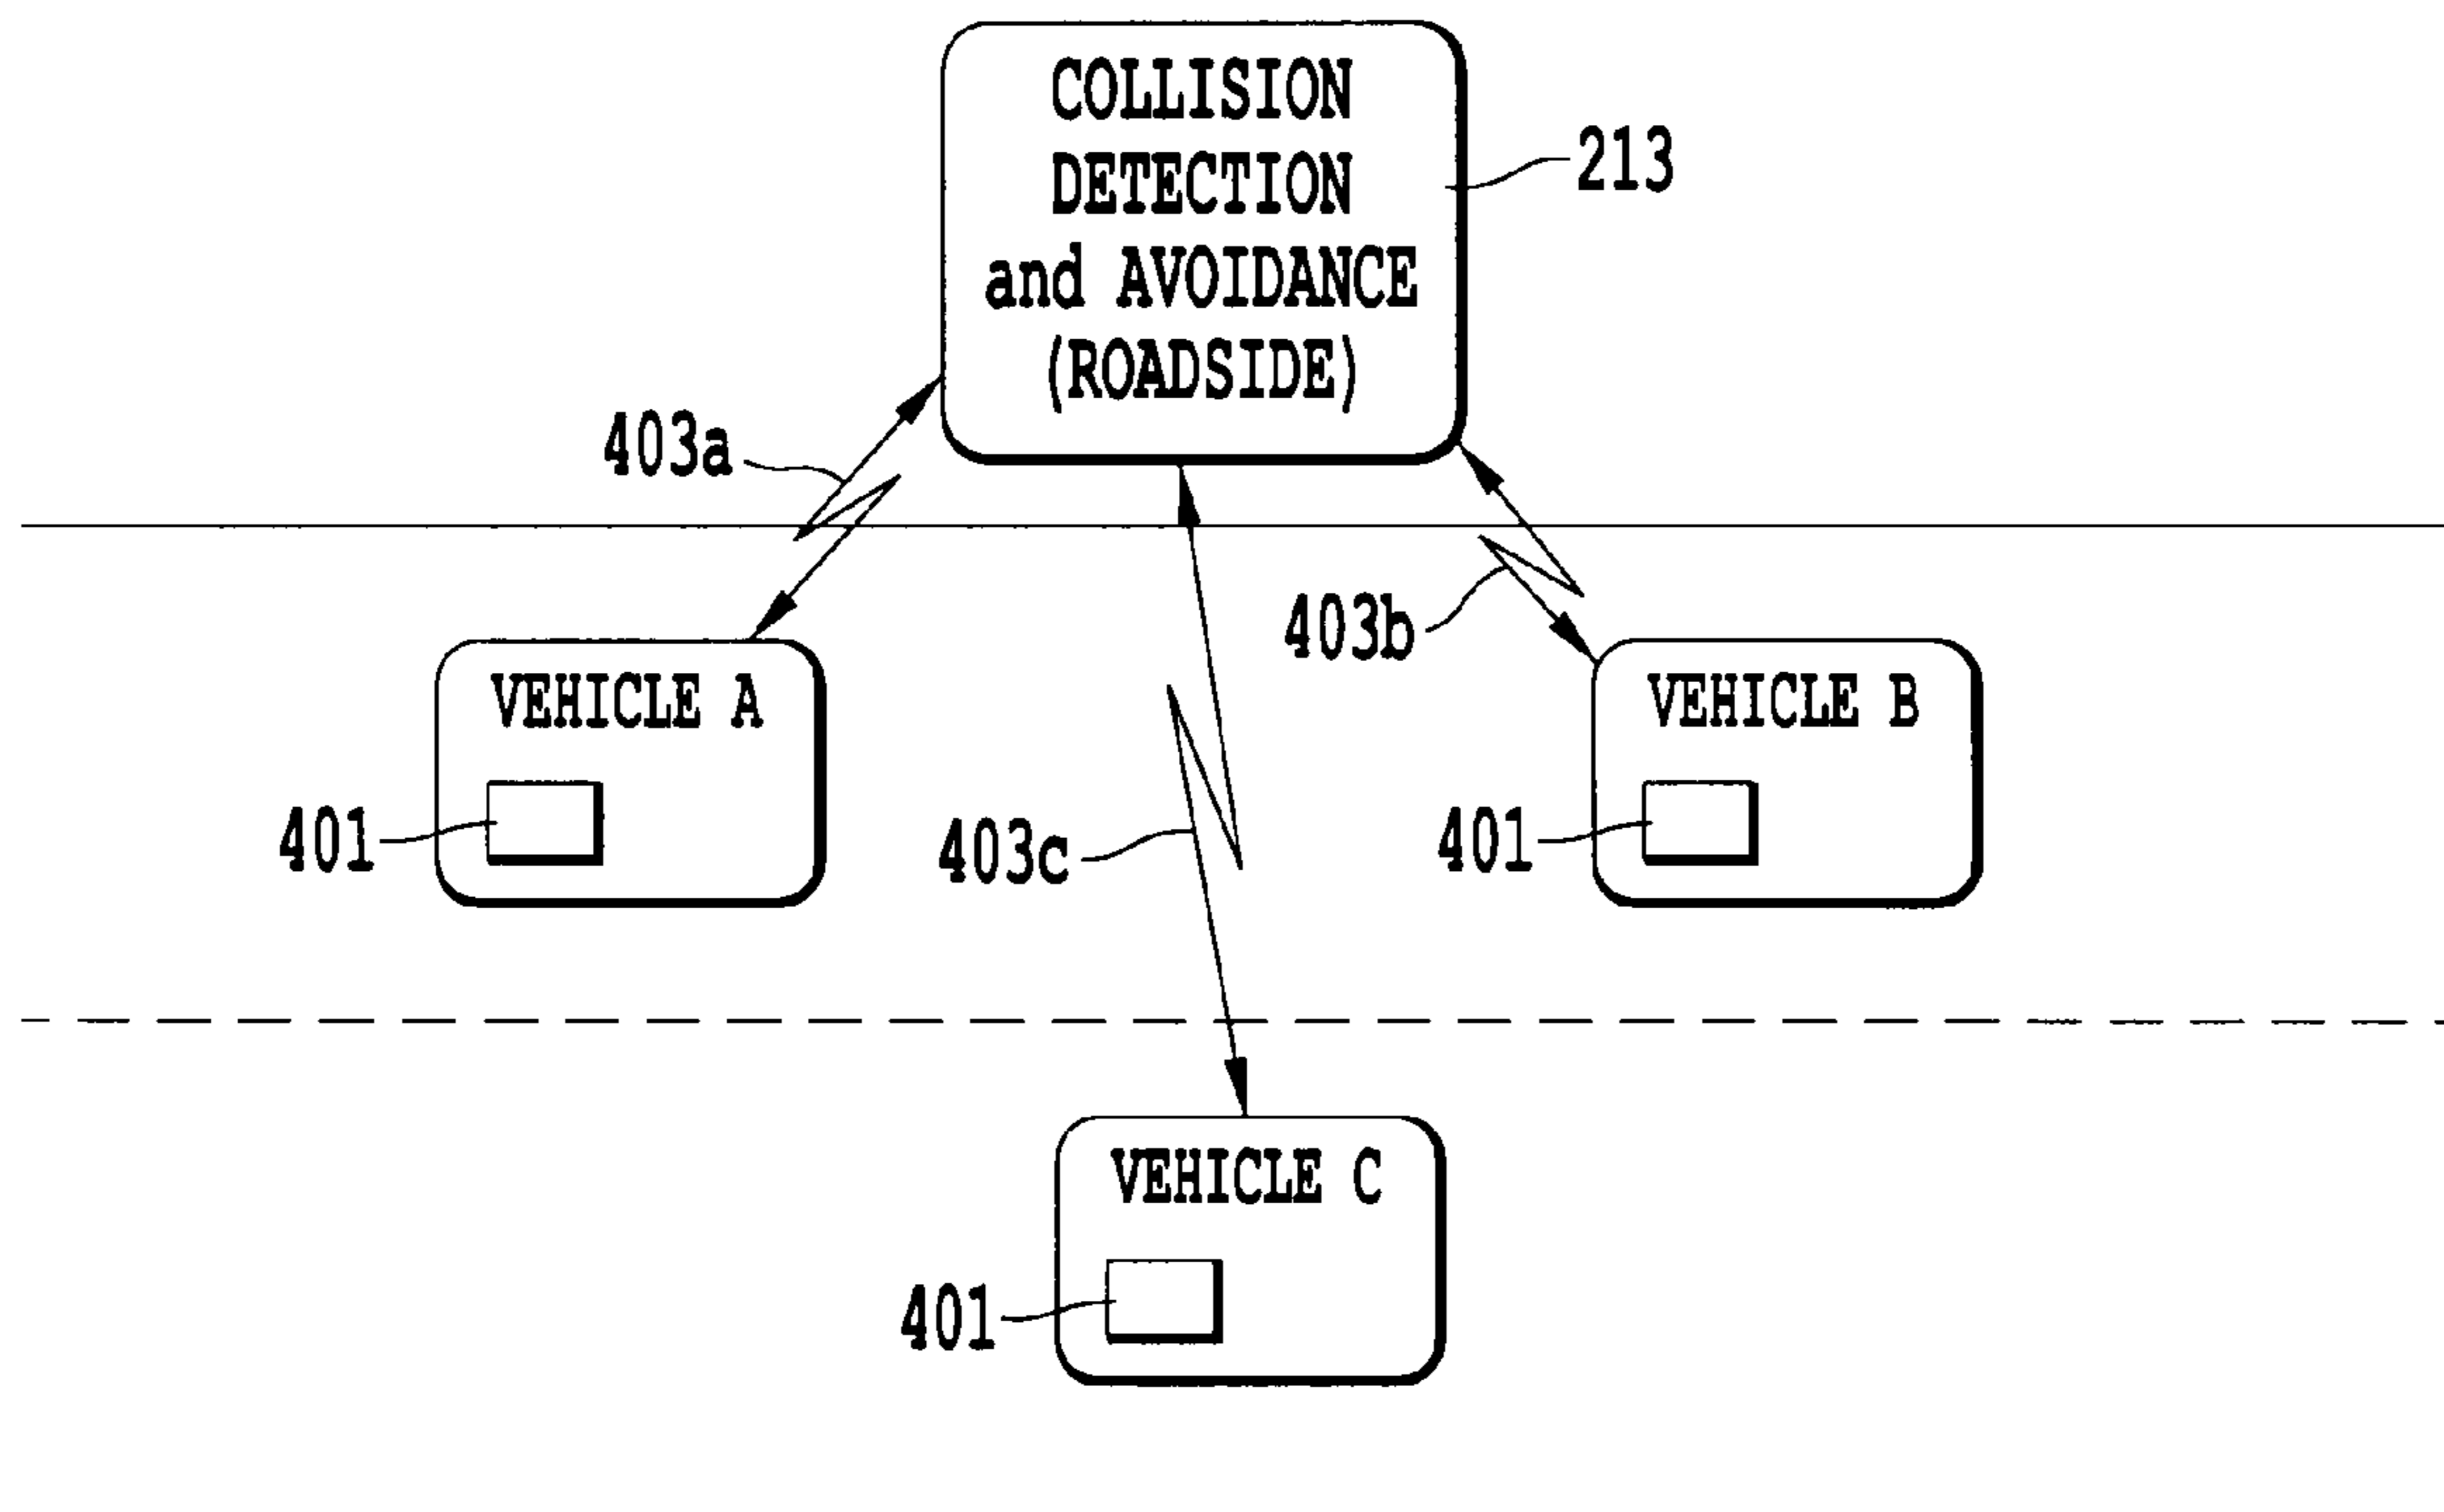 COLLISION
DETECTION
and AVOIDANCE
(ROADSIDE)
213
403a
403b
VEHICLE A
VEHICLE B
401
403c
401
VEHICLE C
401